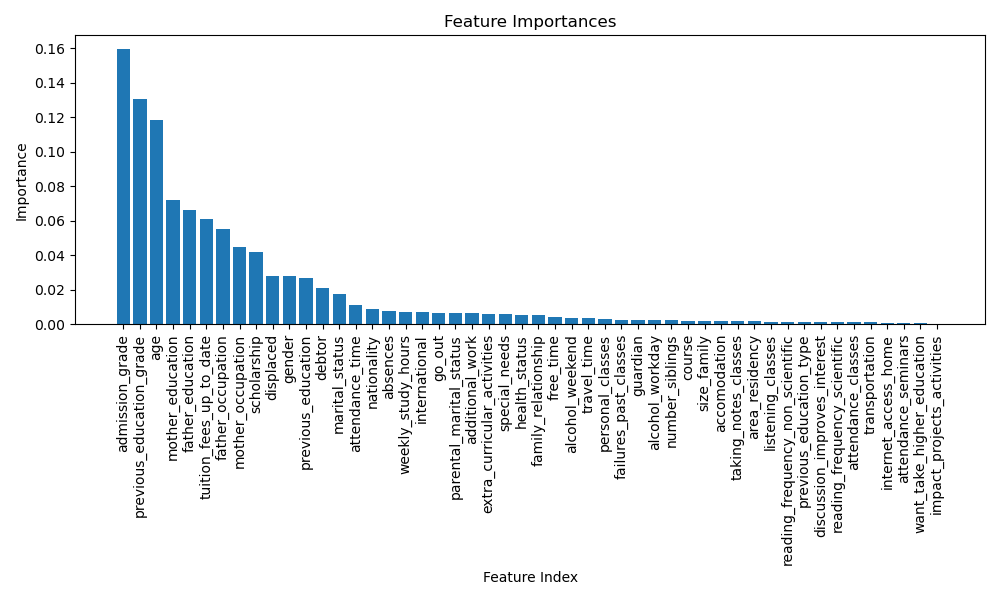 Feature Importances
Importance
0.16
0.14
0.12
0.10
0.08
0.06
0.04
0.02
0.00
admission_grade
previous_education_grade
age
mother_education
father_education
tuition_fees_up_to_date
father_occupation
mother_occupation
scholarship
displaced
gender
previous_education
debtor
marital_status
attendance_time
nationality
absences
weekly_study_hours
international
go_out
parental_marital_status
additional_work
extra_curricular_activities
special_needs
health_status
family_relationship
free_time
alcohol_weekend
travel_time
personal_classes
failures_past_classes
guardian
alcohol_workday
number_siblings
course
size_family
accomodation
taking_notes_classes
area_residency
listening_classes
reading_frequency_non_scientific
previous_education_type
discussion_improves_interest
reading_frequency_scientific
attendance_classes
transportation
internet_access_home
attendance_seminars
want_take_higher_education
impact_projects_activities
Feature Index